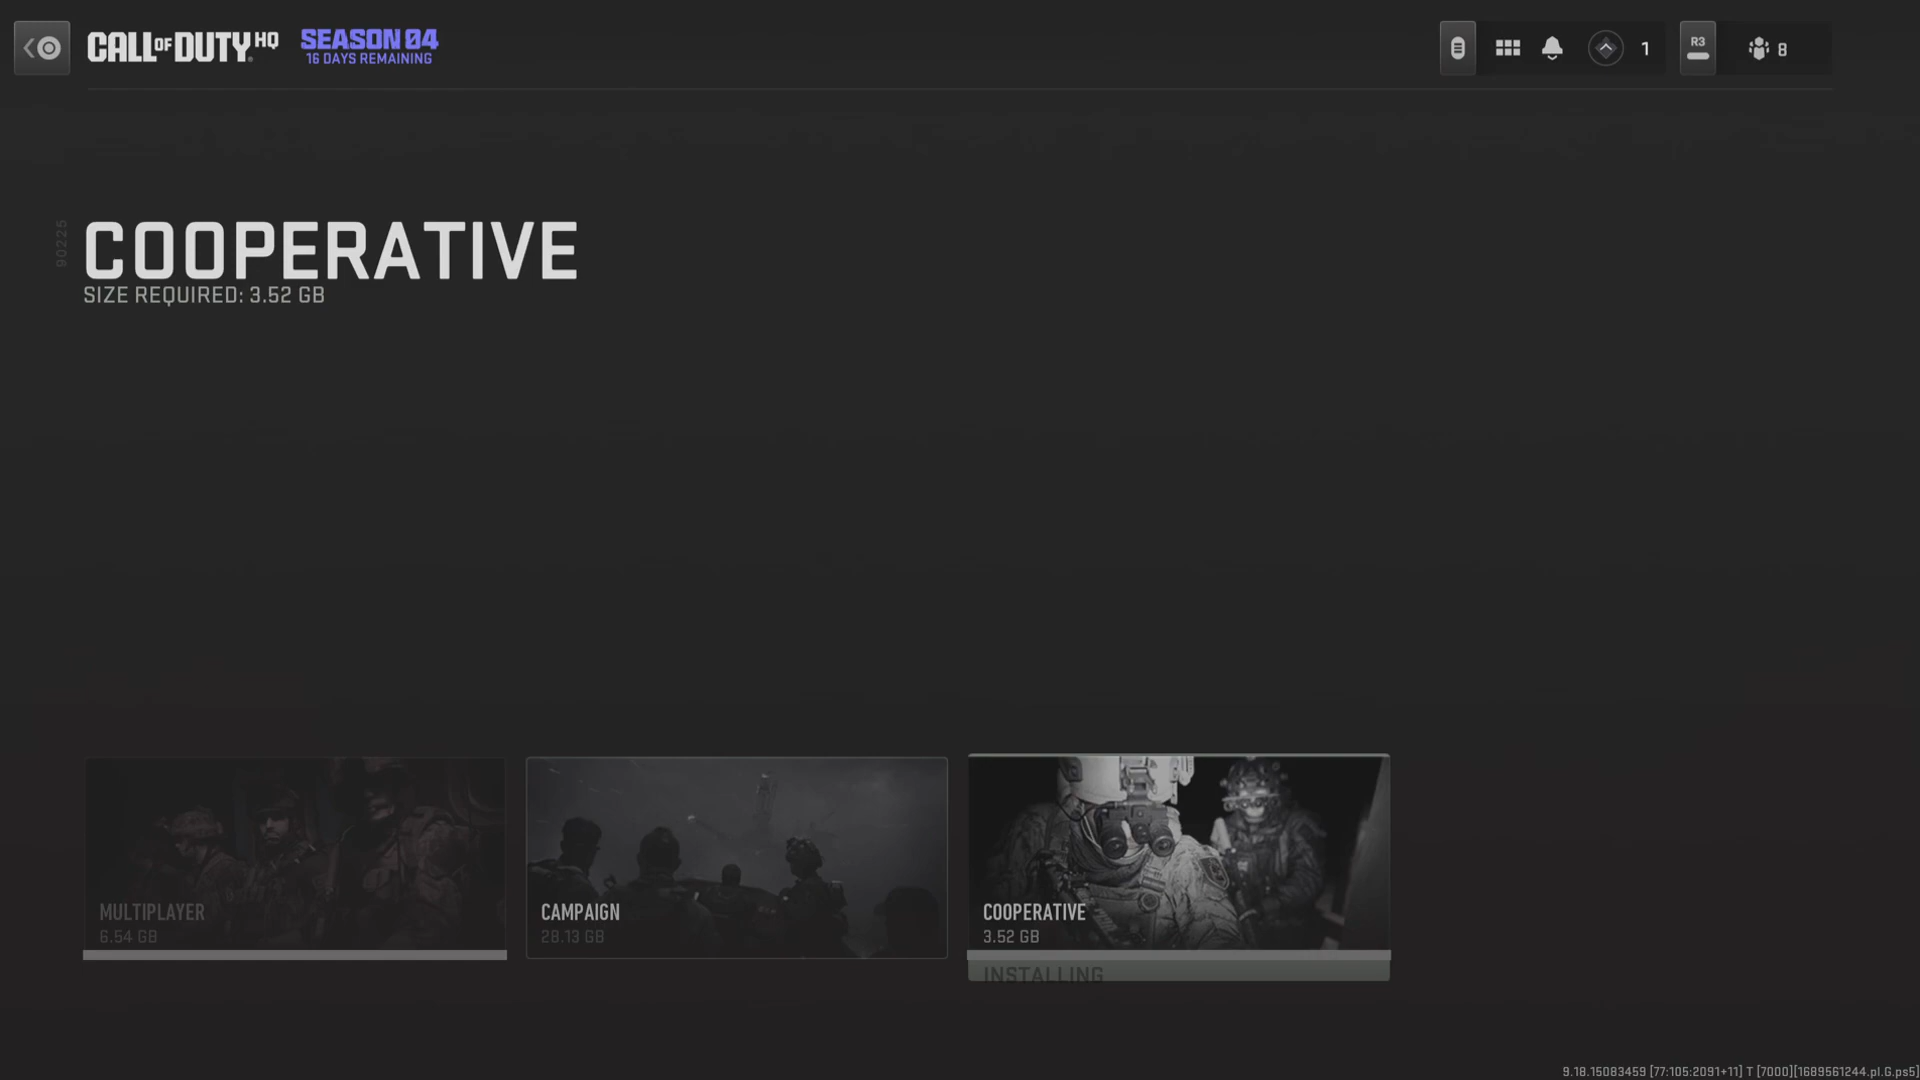 CALL OF DUTY HQ
SEASON 04
16 DAYS REMAINING
1
R3
8
90225
COOPERATIVE
SIZE REQUIRED: 3.52 GB
MULTIPLAYER
6.54 GB
CAMPAIGN
28.13 GB
COOPERATIVE
3.52 GB
INSTALLING
9.18.15083459 [77:105:2091+11] T [7000][1689561244.pl.G.ps5]